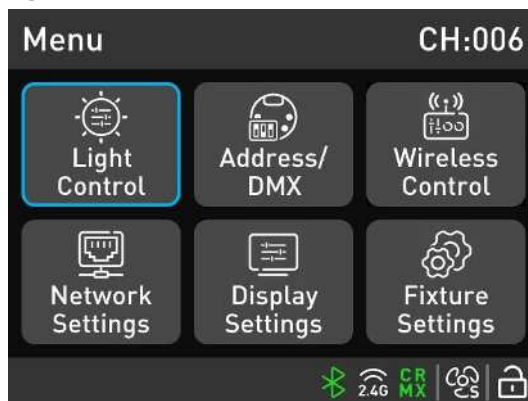 Menu
CH:006
Light
Control
Address/
DMX
Wireless
Control
Network
Settings
Display
Settings
Fixture
Settings
2.4G
CR
MX
S